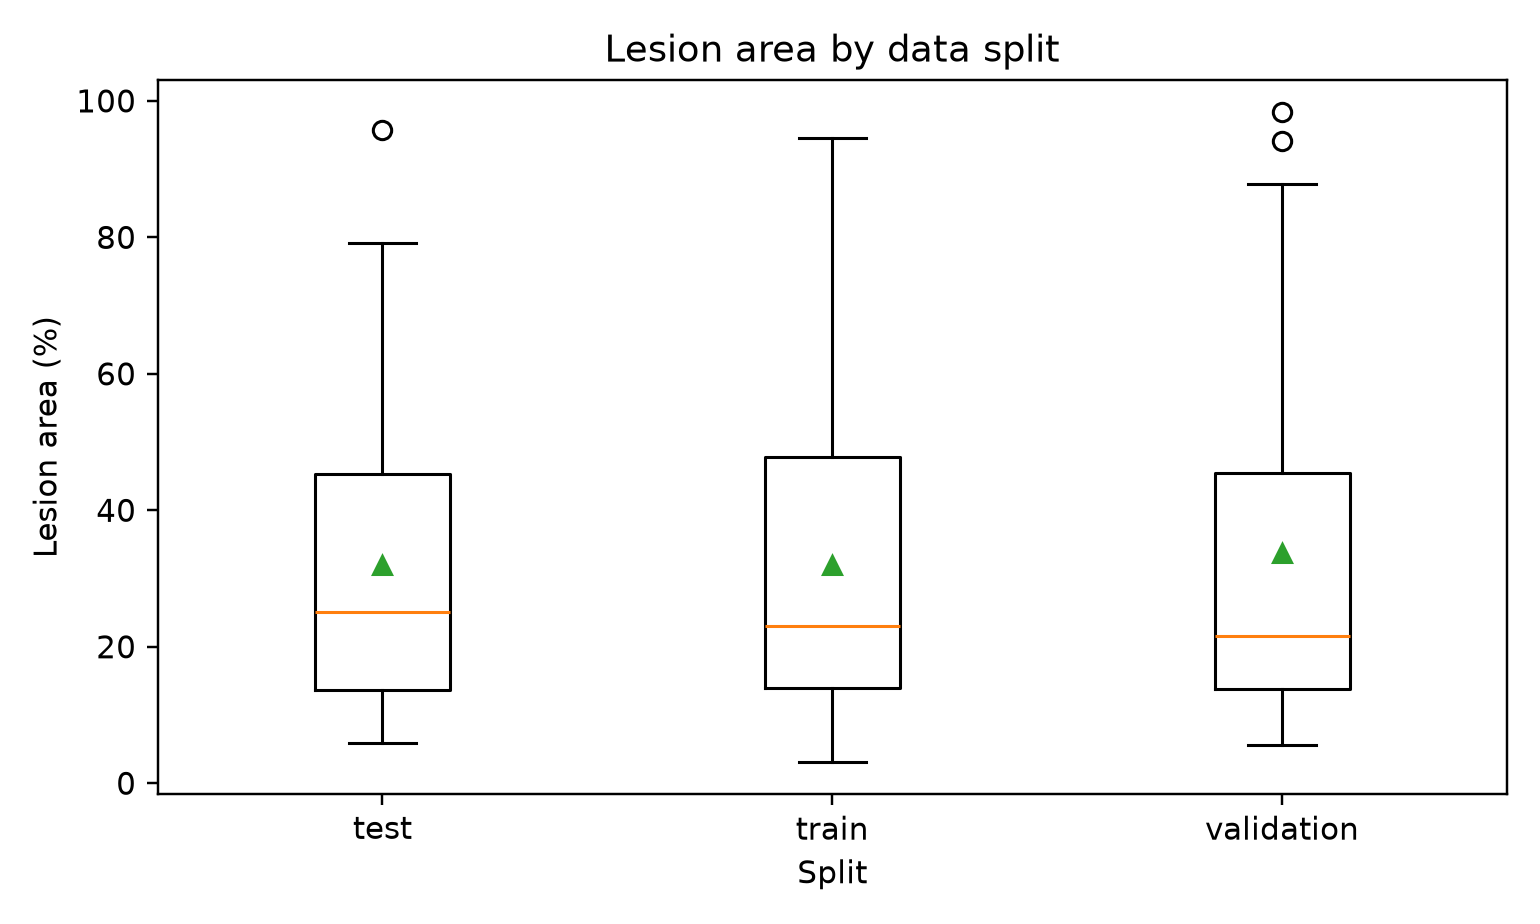 Lesion area by data split
Lesion area (%)
100
80
60
40
20
0
test train validation
Split